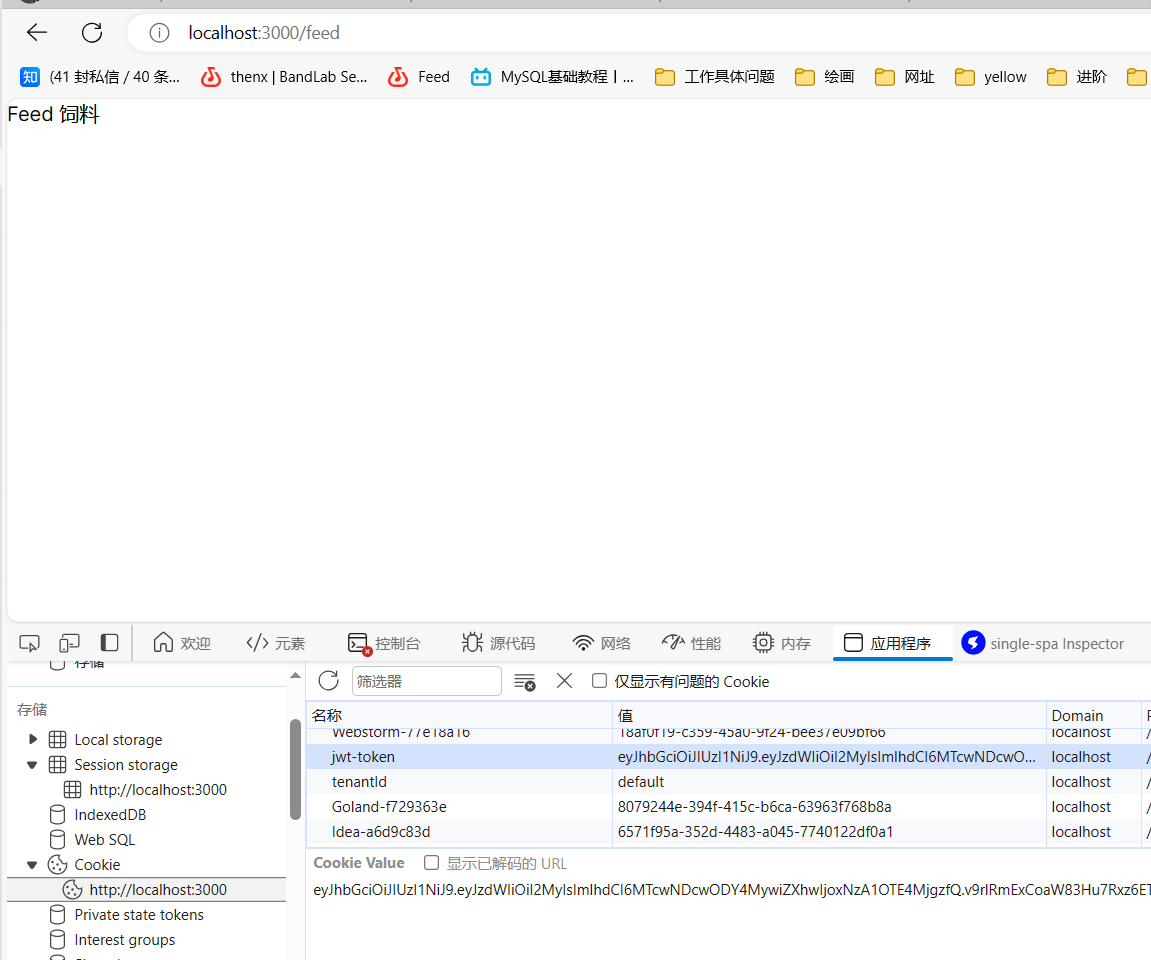 localhost:3000/feed
(41 封私信 / 40 条... thenx | BandLab Se... Feed MySQL基础教程丨... 工作具体问题 绘画 网址 yellow 进阶
Feed 饲料
欢迎 元素 控制台 源代码 网络 性能 内存 应用程序 single-spa Inspector
存储
筛选器 仅显示有问题的 Cookie
存储
Local storage
Session storage
http://localhost:3000
IndexedDB
Web SQL
Cookie
http://localhost:3000
Private state tokens
Interest groups
名称 值 Domain
Webstorm-77e18a16 18af0f19-c359-45a0-9f24-bee37e09bf66 localhost /
jwt-token eyJhbGciOiJIUzI1NiJ9.eyJzdWIiOiI2MyIsImlhdCI6MTcwNDcwO... localhost /
tenantId default localhost /
Goland-f729363e 8079244e-394f-415c-b6ca-63963f768b8a localhost /
Idea-a6d9c83d 6571f95a-352d-4483-a045-7740122df0a1 localhost /
Cookie Value 显示已解码的 URL
eyJhbGciOiJIUzI1NiJ9.eyJzdWIiOiI2MyIsImlhdCI6MTcwNDcwODY4MywiZXhwIjoxNzA1OTE4MjgzfQ.v9rIRmExCoaW83Hu7Rxz6ET